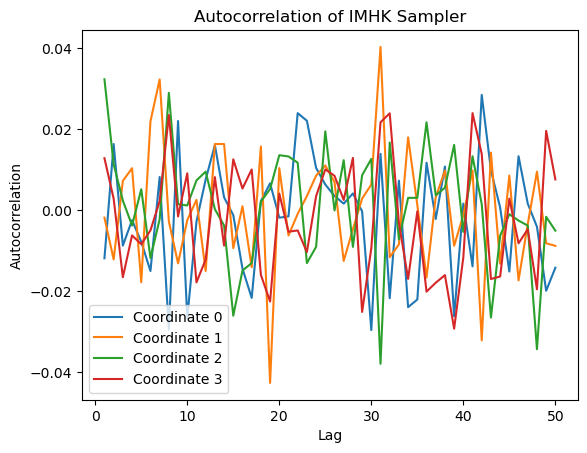 Autocorrelation of IMHK Sampler
Autocorrelation
0.04
0.02
0.00
−0.02
−0.04
Coordinate 0
Coordinate 1
Coordinate 2
Coordinate 3
0 10 20 30 40 50
Lag